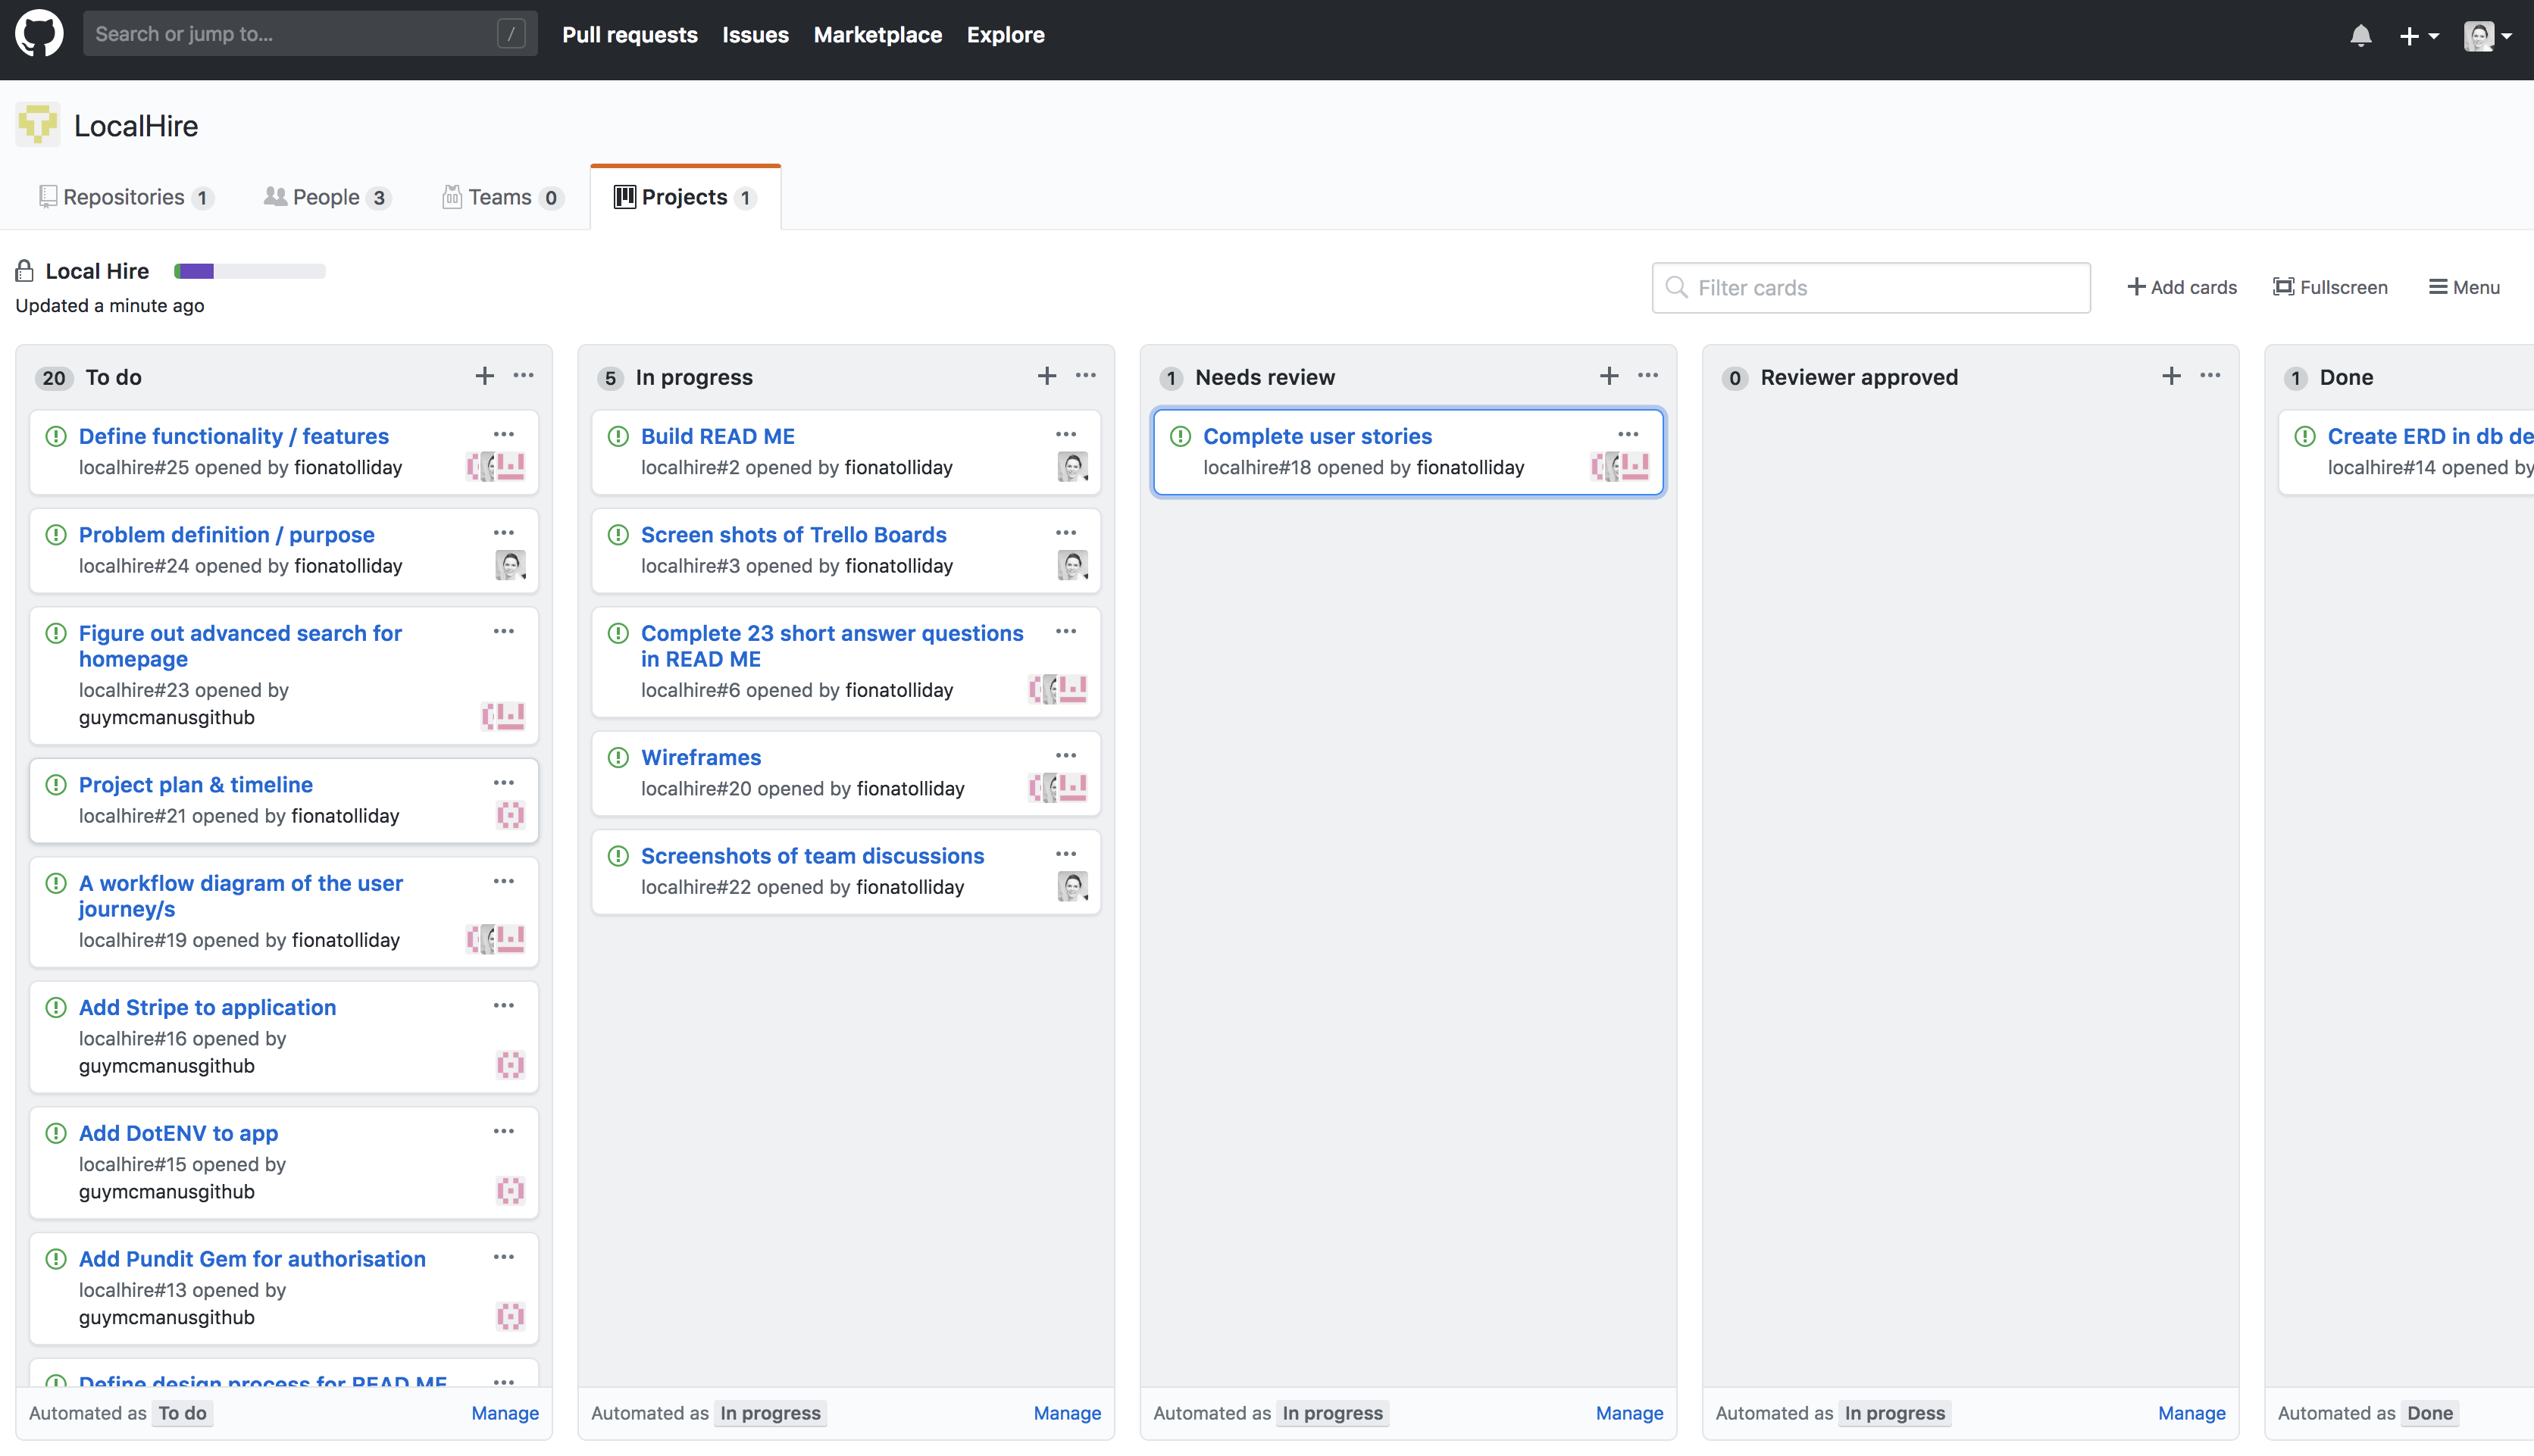 Search or jump to...
/
Pull requests
Issues
Marketplace
Explore
LocalHire
Repositories 1
People 3
Teams 0
Projects 1
Local Hire
Updated a minute ago
Filter cards
Add cards
Fullscreen
Menu
20 To do
Define functionality / features
localhire#25 opened by fionatolliday
Problem definition / purpose
localhire#24 opened by fionatolliday
Figure out advanced search for
homepage
localhire#23 opened by
guymcmanusgithub
Project plan & timeline
localhire#21 opened by fionatolliday
A workflow diagram of the user
journey/s
localhire#19 opened by fionatolliday
Add Stripe to application
localhire#16 opened by
guymcmanusgithub
Add DotENV to app
localhire#15 opened by
guymcmanusgithub
Add Pundit Gem for authorisation
localhire#13 opened by
guymcmanusgithub
Define design process for READ ME
Automated as To do
Manage
5 In progress
Build READ ME
localhire#2 opened by fionatolliday
Screen shots of Trello Boards
localhire#3 opened by fionatolliday
Complete 23 short answer questions
in READ ME
localhire#6 opened by fionatolliday
Wireframes
localhire#20 opened by fionatolliday
Screenshots of team discussions
localhire#22 opened by fionatolliday
Automated as In progress
Manage
1 Needs review
Complete user stories
localhire#18 opened by fionatolliday
Automated as In progress
Manage
0 Reviewer approved
Automated as In progress
Manage
1 Done
Create ERD in db de
localhire#14 opened by
Automated as Done